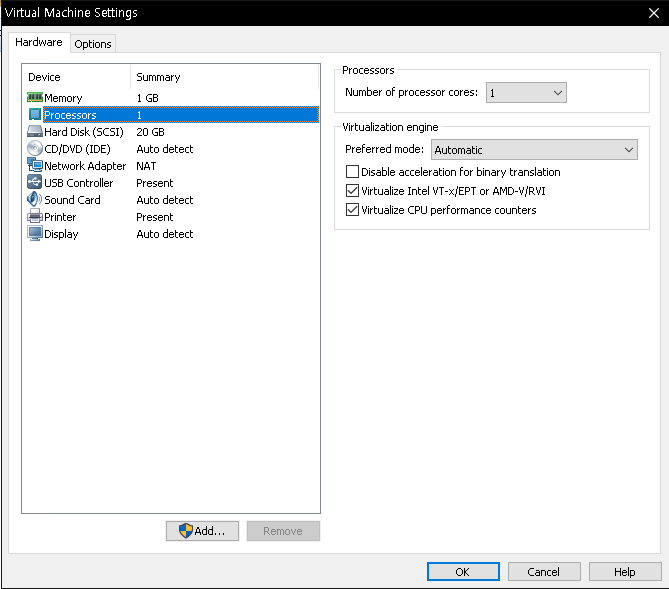 Virtual Machine Settings
Hardware
Options
Device Summary
Memory 1 GB
Processors 1
Hard Disk (SCSI) 20 GB
CD/DVD (IDE) Auto detect
Network Adapter NAT
USB Controller Present
Sound Card Auto detect
Printer Present
Display Auto detect
Add...
Remove
Processors
Number of processor cores: 1
Virtualization engine
Preferred mode: Automatic
Disable acceleration for binary translation
Virtualize Intel VT-x/EPT or AMD-V/RVI
Virtualize CPU performance counters
OK
Cancel
Help